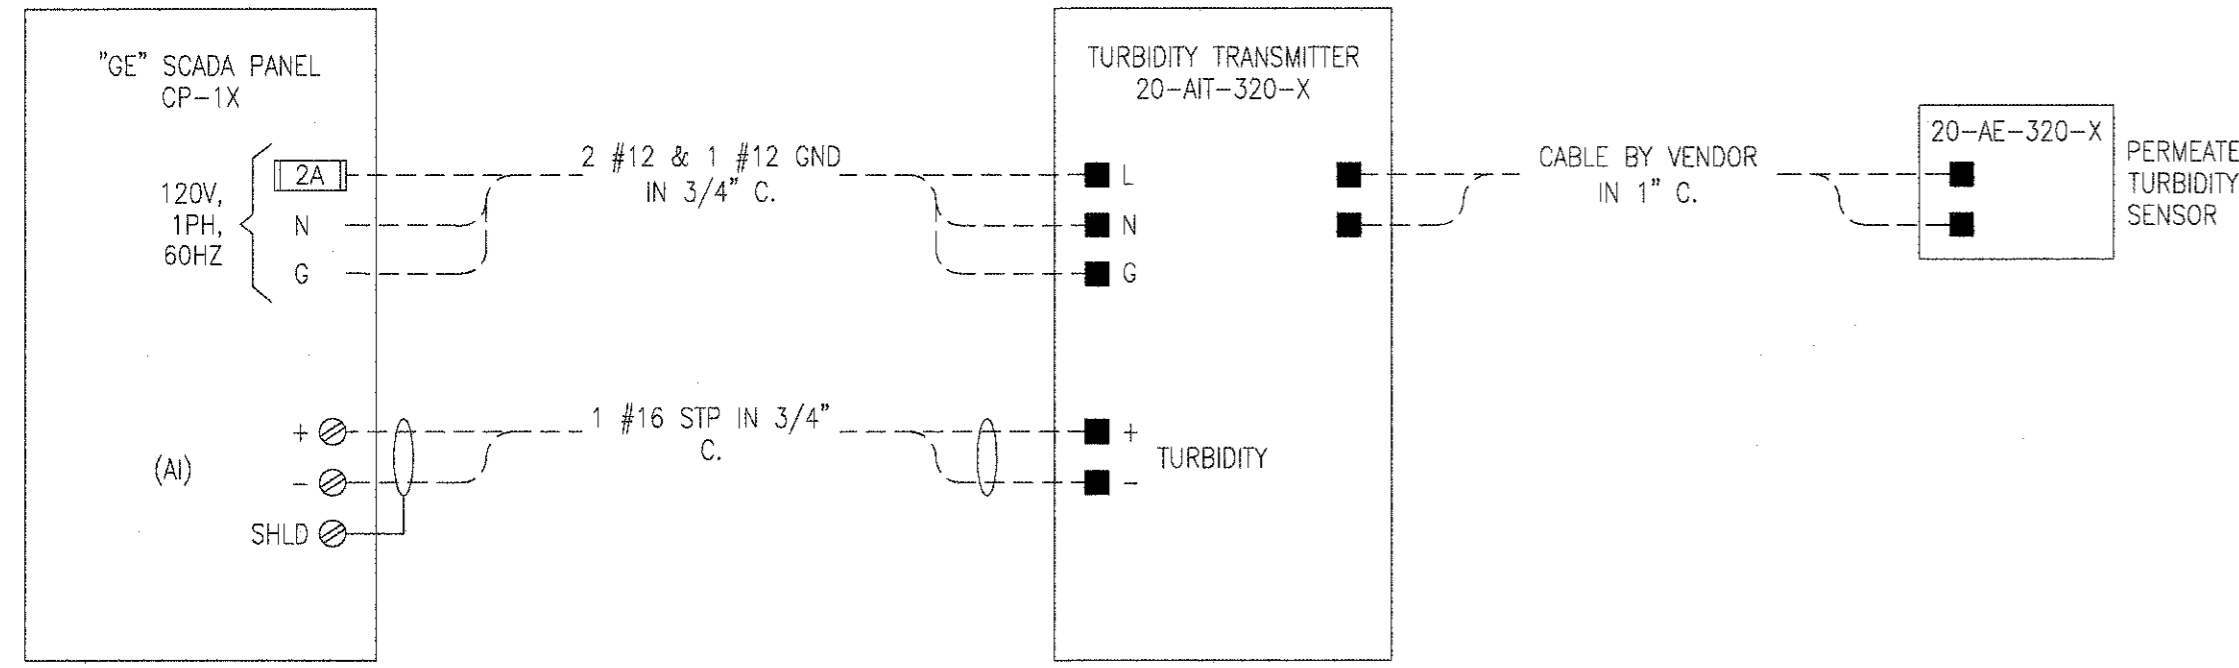 "GE" SCADA PANEL
CP-1X
120V,
1PH,
60HZ
2A
N
G
2 #12 & 1 #12 GND
IN 3/4" C.
TURBIDITY TRANSMITTER
20-AIT-320-X
L
N
G
CABLE BY VENDOR
IN 1" C.
20-AE-320-X
PERMEATE
TURBIDITY
SENSOR
(AI)
+
-
SHLD
1 #16 STP IN 3/4"
C.
+
-
TURBIDITY